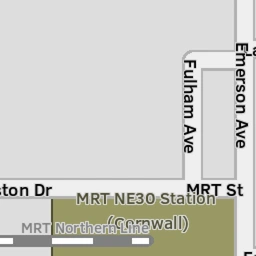 Fulham Ave
Emerson Ave
ston Dr
MRT St
MRT NE30 Station
(Cornwall)
MRT Northern Line